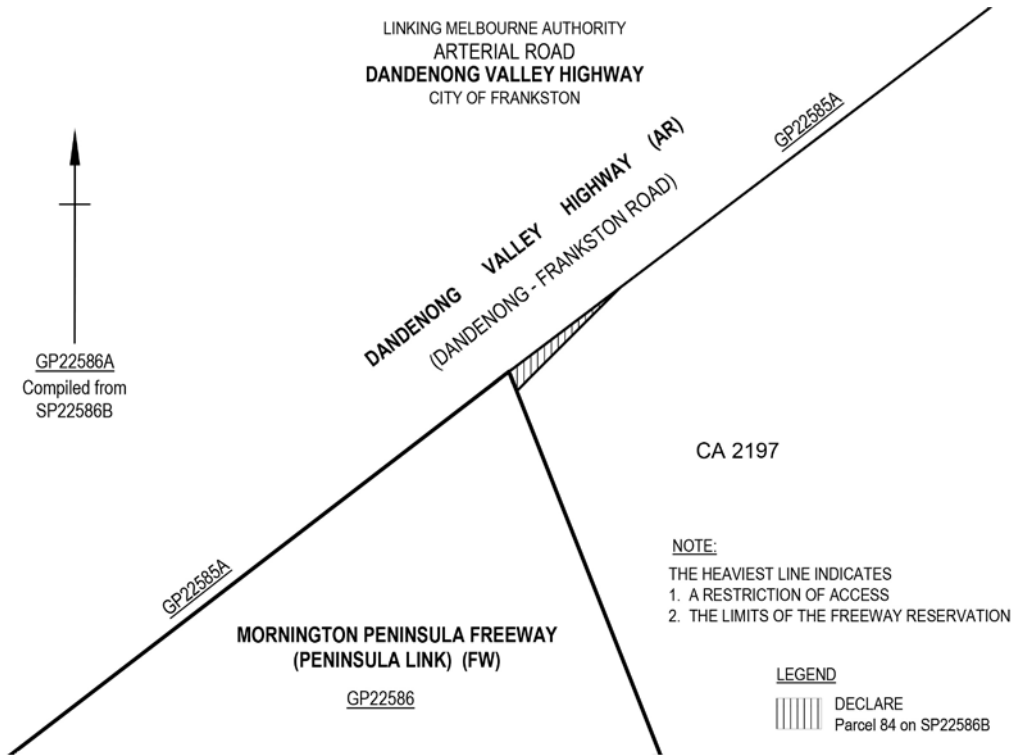 LINKING MELBOURNE AUTHORITY
ARTERIAL ROAD
DANDENONG VALLEY HIGHWAY
CITY OF FRANKSTON
GP22585A
DANDENONG VALLEY HIGHWAY (AR)
(DANDENONG - FRANKSTON ROAD)
GP22586A
Compiled from
SP22586B
CA 2197
GP22585A
MORNINGTON PENINSULA FREEWAY
(PENINSULA LINK) (FW)
GP22586
NOTE:
THE HEAVIEST LINE INDICATES
1. A RESTRICTION OF ACCESS
2. THE LIMITS OF THE FREEWAY RESERVATION
LEGEND
DECLARE
Parcel 84 on SP22586B